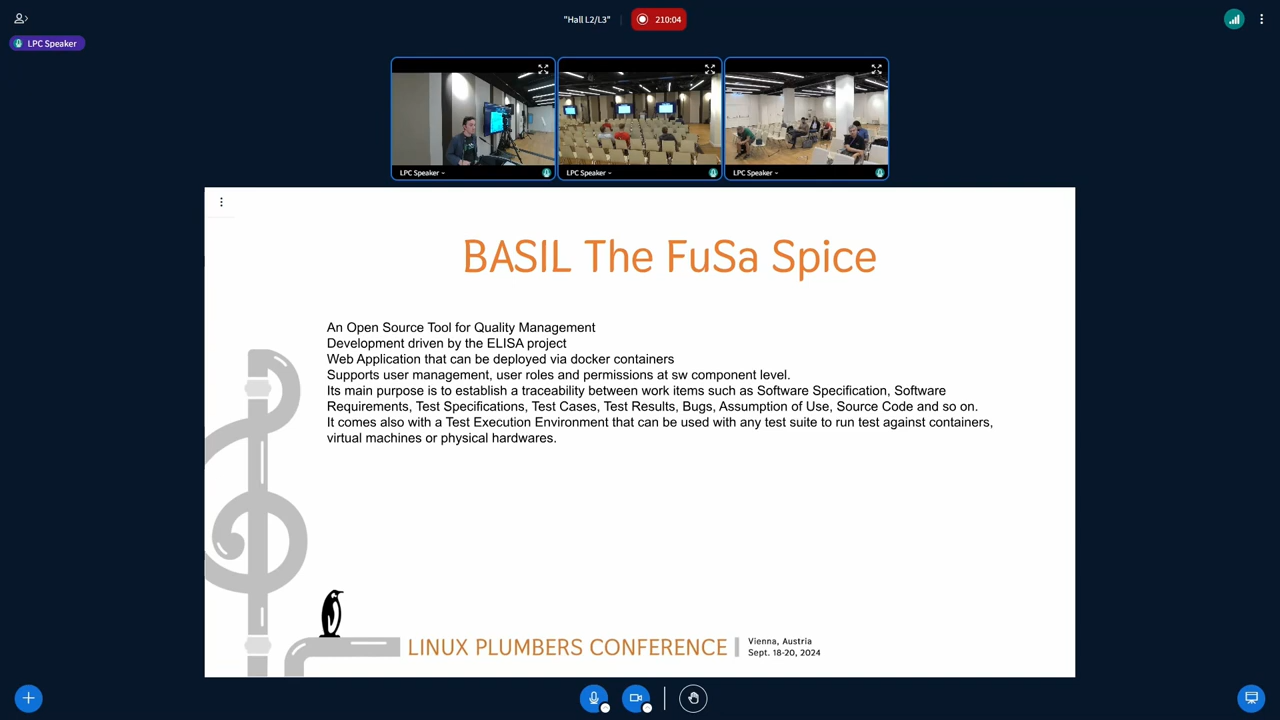 "Hall L2/L3"
210:04
LPC Speaker
LPC Speaker
LPC Speaker
LPC Speaker
BASIL The FuSa Spice
An Open Source Tool for Quality Management
Development driven by the ELISA project
Web Application that can be deployed via docker containers
Supports user management, user roles and permissions at sw component level.
Its main purpose is to establish a traceability between work items such as Software Specification, Software
Requirements, Test Specifications, Test Cases, Test Results, Bugs, Assumption of Use, Source Code and so on.
It comes also with a Test Execution Environment that can be used with any test suite to run test against containers,
virtual machines or physical hardwares.
LINUX PLUMBERS CONFERENCE
Vienna, Austria
Sept. 18-20, 2024